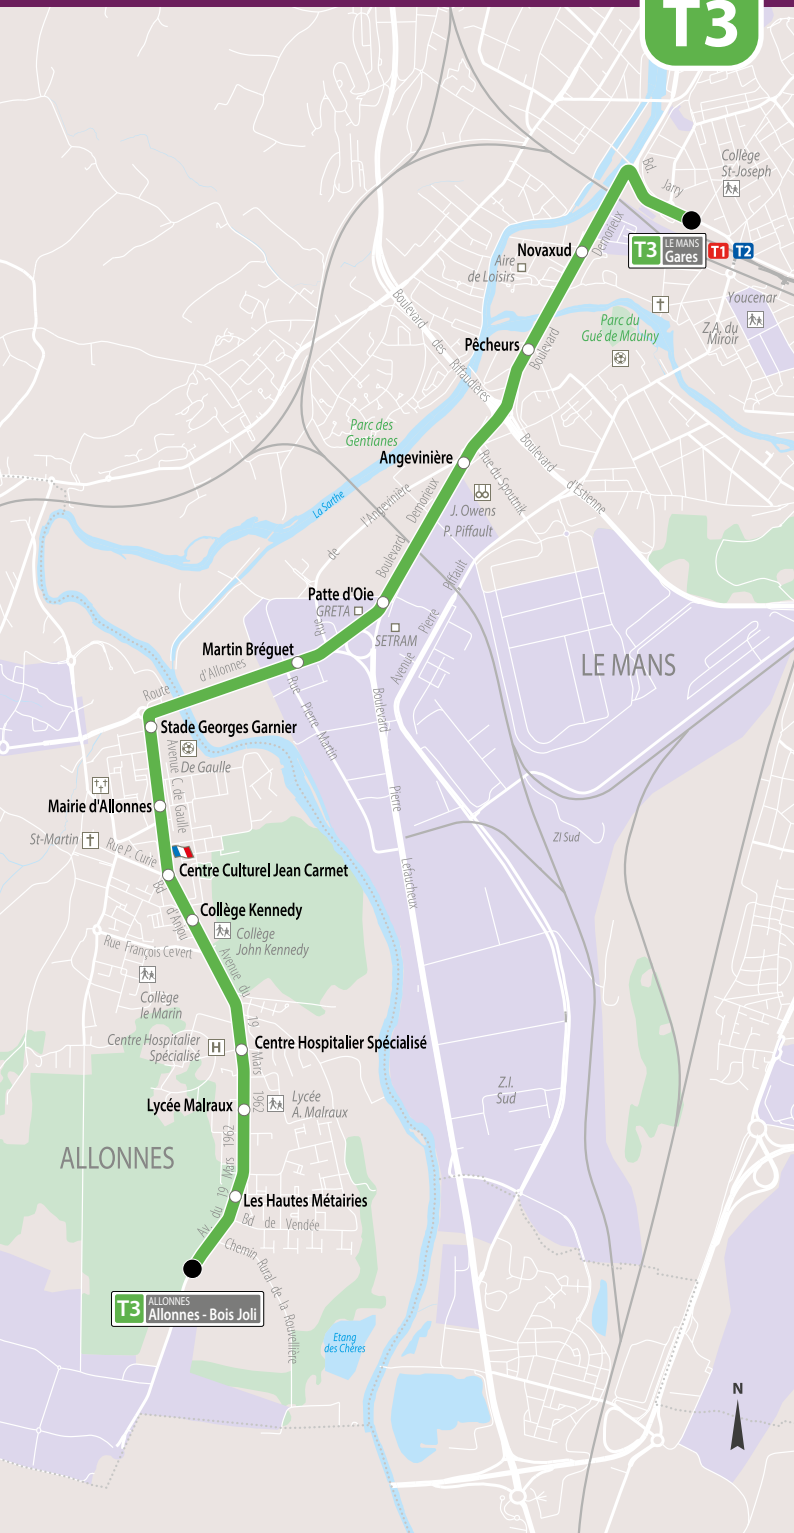 T3
Bd. Jarry
Collège
St-Joseph
T3
LE MANS
Gares
T1
T2
Novaxud
Demorieux
Aire
de Loisirs
Youcenar
Boulevard des Riffaudières
Parc du
Gué de Maulny
Z.A. du
Miroir
Pêcheurs
Boulevard
Parc des
Gentianes
Angevinière
Boulevard d'Estienne
Rue du Spoutnik
La Sarthe
Rue de l'Angevinière
J. Owens
P. Piffault
Boulevard Demorieux
Patte d'Oie
GRETA
SETRAM
Avenue Pierre Piffault
Martin Bréguet
LE MANS
Route d'Allonnes
Rue Pierre Martin
Boulevard Pierre Lefaucheux
Stade Georges Garnier
De Gaulle
Avenue C. de Gaulle
Mairie d'Allonnes
St-Martin
Rue P. Curie
ZI Sud
Centre Culturel Jean Carmet
Bd d'Anjou
Collège Kennedy
Collège
John Kennedy
Rue François Cevert
Avenue du 19 Mars 1962
Collège
le Marin
Centre Hospitalier
Spécialisé
H
Centre Hospitalier Spécialisé
Z.I.
Sud
Lycée Malraux
Lycée
A. Malraux
ALLONNES
Av. du 19 Mars 1962
Les Hautes Métairies
Bd de Vendée
Chemin Rural de la Rouvellière
T3
ALLONNES
Allonnes - Bois Joli
Etang
des Chères
N